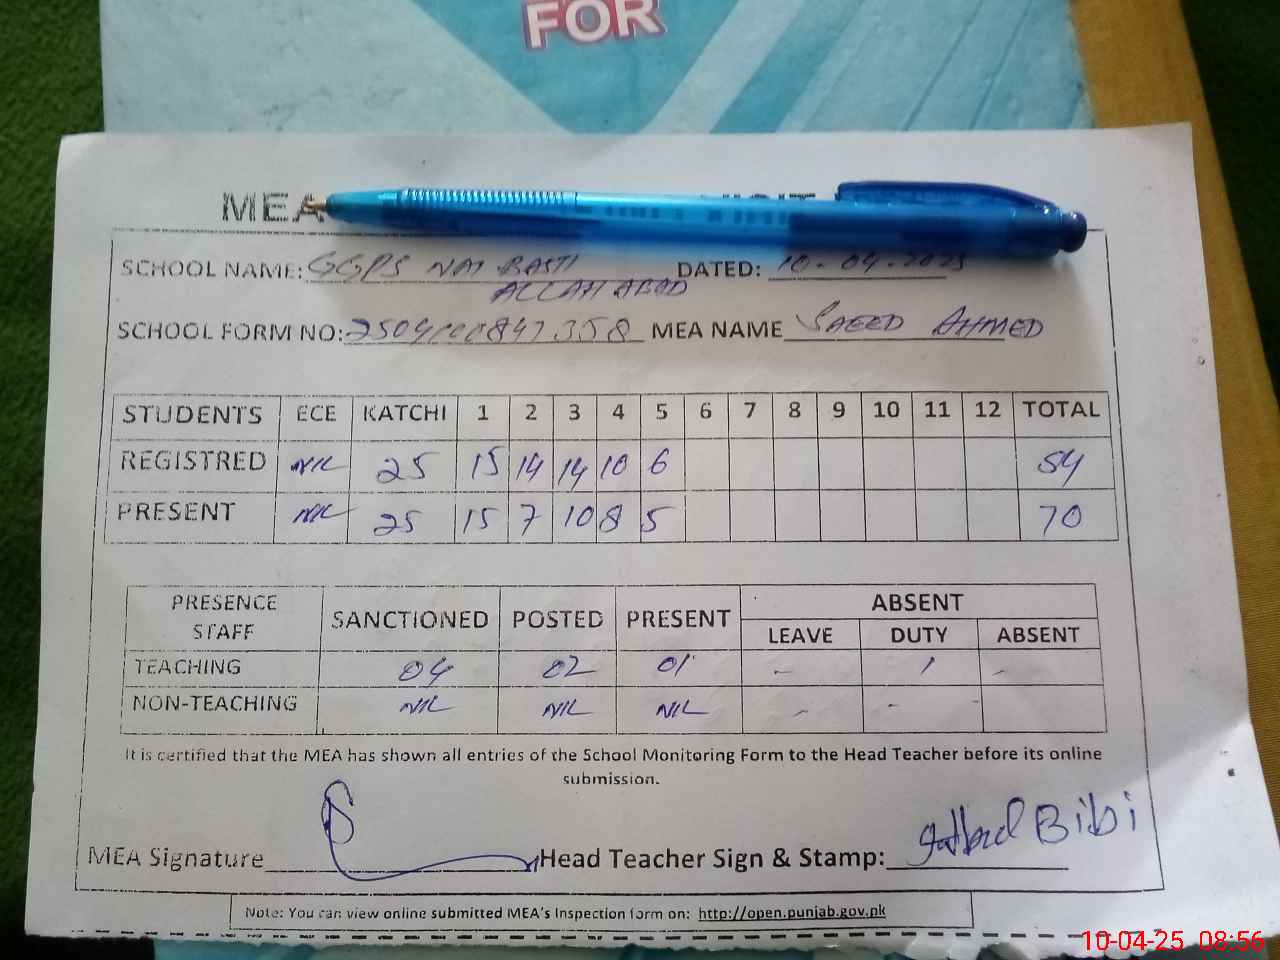 FOR
MEA
SCHOOL NAME: GGPS NAI BASTI DATED: 10-04-2025
ALLAH ABAD
SCHOOL FORM NO: MEA NAME SAEED AHMED
STUDENTS ECE KATCHI 1 2 3 4 5 6 7 8 9 10 11 12 TOTAL
REGISTRED NIL 25 15 14 14 10 6 54
PRESENT NIL 25 15 7 10 8 5 70
PRESENCE STAFF SANCTIONED POSTED PRESENT ABSENT
LEAVE DUTY ABSENT
TEACHING 04 02 01 - 1 -
NON-TEACHING NIL NIL NIL - -
It is certified that the MEA has shown all entries of the School Monitoring Form to the Head Teacher before its online
submission.
MEA Signature Head Teacher Sign & Stamp: Bibi
Note: You can view online submitted MEA's Inspection form on: http://open.punjab.gov.pk
10-04-25 08:56